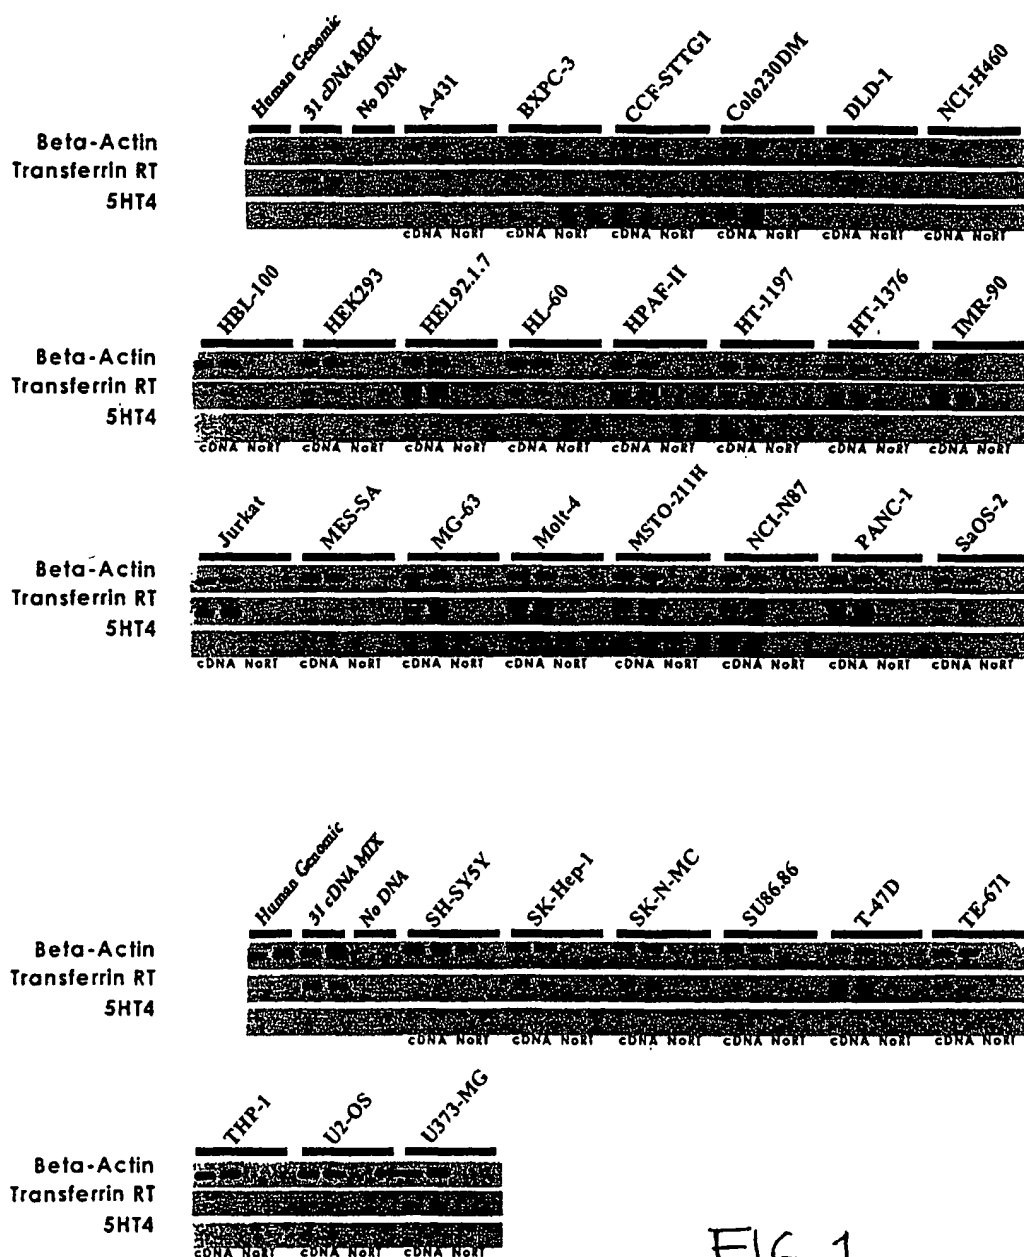 Human Genomic 31 cDNA MIX No DNA A-431 BXPC-3 CCF-STTG1 Colo230DM DLD-1 NCI-H460
Beta-Actin
Transferrin RT
5HT4
cDNA NoRT cDNA NoRT cDNA NoRT cDNA NoRT cDNA NoRT cDNA NoRT
HBL-100 HEK293 HEL92.1.7 HL-60 HPAF-II HT-1197 HT-1376 IMR-90
Beta-Actin
Transferrin RT
5HT4
cDNA NoRT cDNA NoRT cDNA NoRT cDNA NoRT cDNA NoRT cDNA NoRT cDNA NoRT cDNA NoRT
Jurkat MES-SA MG-63 Molt-4 MSTO-211H NCI-N87 PANC-1 SaOS-2
Beta-Actin
Transferrin RT
5HT4
cDNA NoRT cDNA NoRT cDNA NoRT cDNA NoRT cDNA NoRT cDNA NoRT cDNA NoRT cDNA NoRT
Human Genomic 31 cDNA MIX No DNA SH-SY5Y SK-Hep-1 SK-N-MC SU86.86 T-47D TE-671
Beta-Actin
Transferrin RT
5HT4
cDNA NoRT cDNA NoRT cDNA NoRT cDNA NoRT cDNA NoRT cDNA NoRT
THP-1 U2-OS U373-MG
Beta-Actin
Transferrin RT
5HT4
cDNA NoRT cDNA NoRT cDNA NoRT
FIG. 1